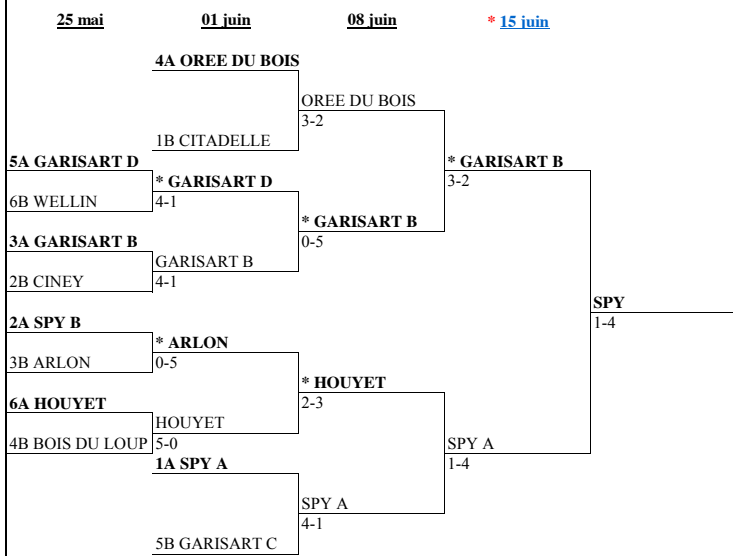 25 mai 01 juin 08 juin * 15 juin
4A OREE DU BOIS
OREE DU BOIS
3-2
1B CITADELLE
5A GARISART D
* GARISART B
3-2
* GARISART D
4-1
6B WELLIN
* GARISART B
0-5
3A GARISART B
GARISART B
4-1
2B CINEY
SPY
1-4
2A SPY B
* ARLON
0-5
3B ARLON
* HOUYET
2-3
6A HOUYET
HOUYET
5-0
4B BOIS DU LOUP
SPY A
1-4
1A SPY A
SPY A
4-1
5B GARISART C